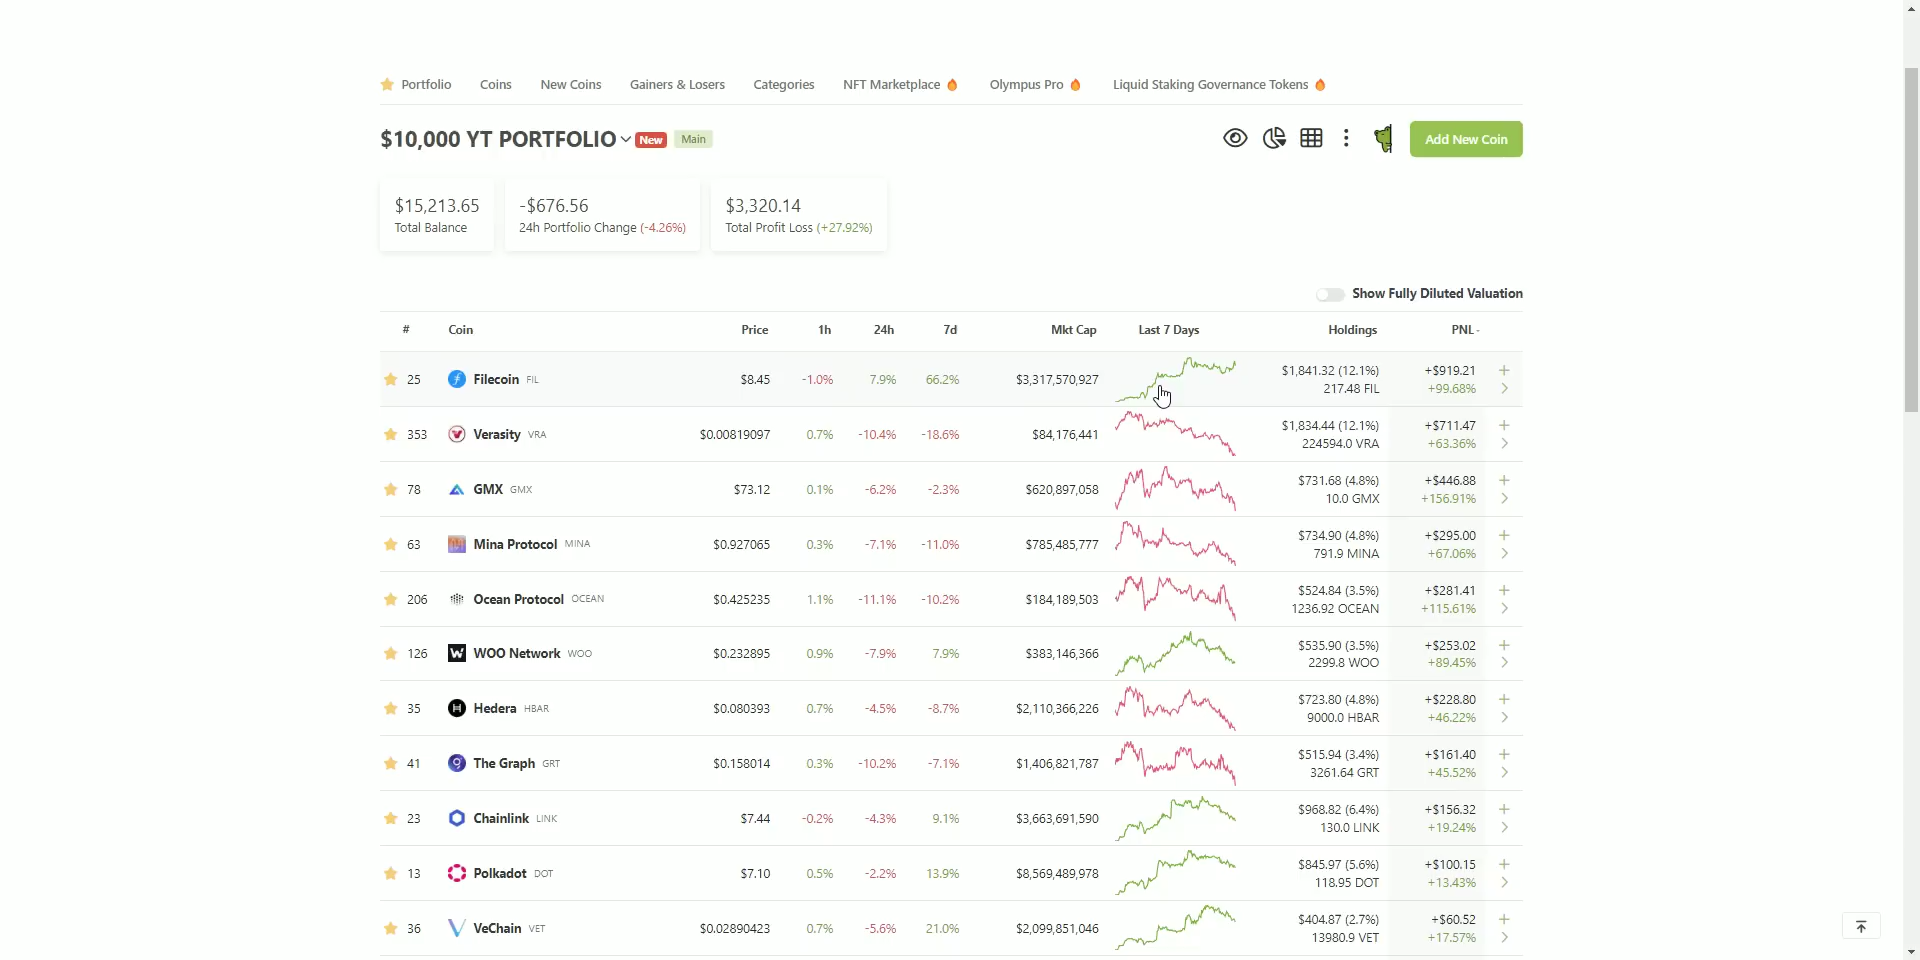 Portfolio Coins New Coins Gainers & Losers Categories NFT Marketplace Olympus Pro Liquid Staking Governance Tokens
$10,000 YT PORTFOLIO New Main
Add New Coin
$15,213.65 -$676.56 $3,320.14
Total Balance 24h Portfolio Change (-4.26%) Total Profit Loss (+27.92%)
Show Fully Diluted Valuation
# Coin Price 1h 24h 7d Mkt Cap Last 7 Days Holdings PNL
$1,841.32 (12.1%) +$919.21
25 Filecoin FIL $8.45 -1.0% 7.9% 66.2% $3,317,570,927
217.48 FIL +99.68%
$1,834.44 (12.1%) +$711.47
353 Verasity VRA $0.00819097 0.7% -10.4% -18.6% $84,176,441
224594.0 VRA +63.36%
$731.68 (4.8%) +$446.88
78 GMX GMX $73.12 0.1% -6.2% -2.3% $620,897,058
10.0 GMX +156.91%
$734.90 (4.8%) +$295.00
63 Mina Protocol MINA $0.927065 0.3% -7.1% -11.0% $785,485,777
791.9 MINA +67.06%
$524.84 (3.5%) +$281.41
206 Ocean Protocol OCEAN $0.425235 1.1% -11.1% -10.2% $184,189,503
1236.92 OCEAN +115.61%
$535.90 (3.5%) +$253.02
126 WOO Network WOO $0.232895 0.9% -7.9% 7.9% $383,146,366
2299.8 WOO +89.45%
$723.80 (4.8%) +$228.80
35 Hedera HBAR $0.080393 0.7% -4.5% -8.7% $2,110,366,226
9000.0 HBAR +46.22%
$515.94 (3.4%) +$161.40
41 The Graph GRT $0.158014 0.3% -10.2% -7.1% $1,406,821,787
3261.64 GRT +45.52%
$968.82 (6.4%) +$156.32
23 Chainlink LINK $7.44 -0.2% -4.3% 9.1% $3,663,691,590
130.0 LINK +19.24%
$845.97 (5.6%) +$100.15
13 Polkadot DOT $7.10 0.5% -2.2% 13.9% $8,569,489,978
118.95 DOT +13.43%
$404.87 (2.7%) +$60.52
36 VeChain VET $0.02890423 0.7% -5.6% 21.0% $2,099,851,046
13980.9 VET +17.57%